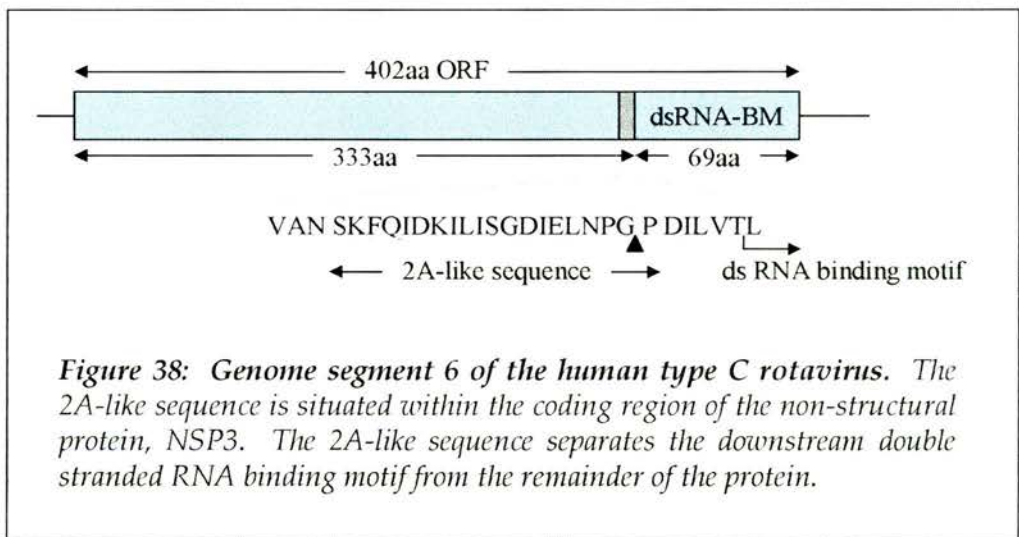 402aa ORF
dsRNA-BM
333aa 69aa
VAN SKFQIDKILISGDIELNPG P DILVTL
2A-like sequence ds RNA binding motif
Figure 38: Genome segment 6 of the human type C rotavirus. The
2A-like sequence is situated within the coding region of the non-structural
protein, NSP3. The 2A-like sequence separates the downstream double
stranded RNA binding motif from the remainder of the protein.